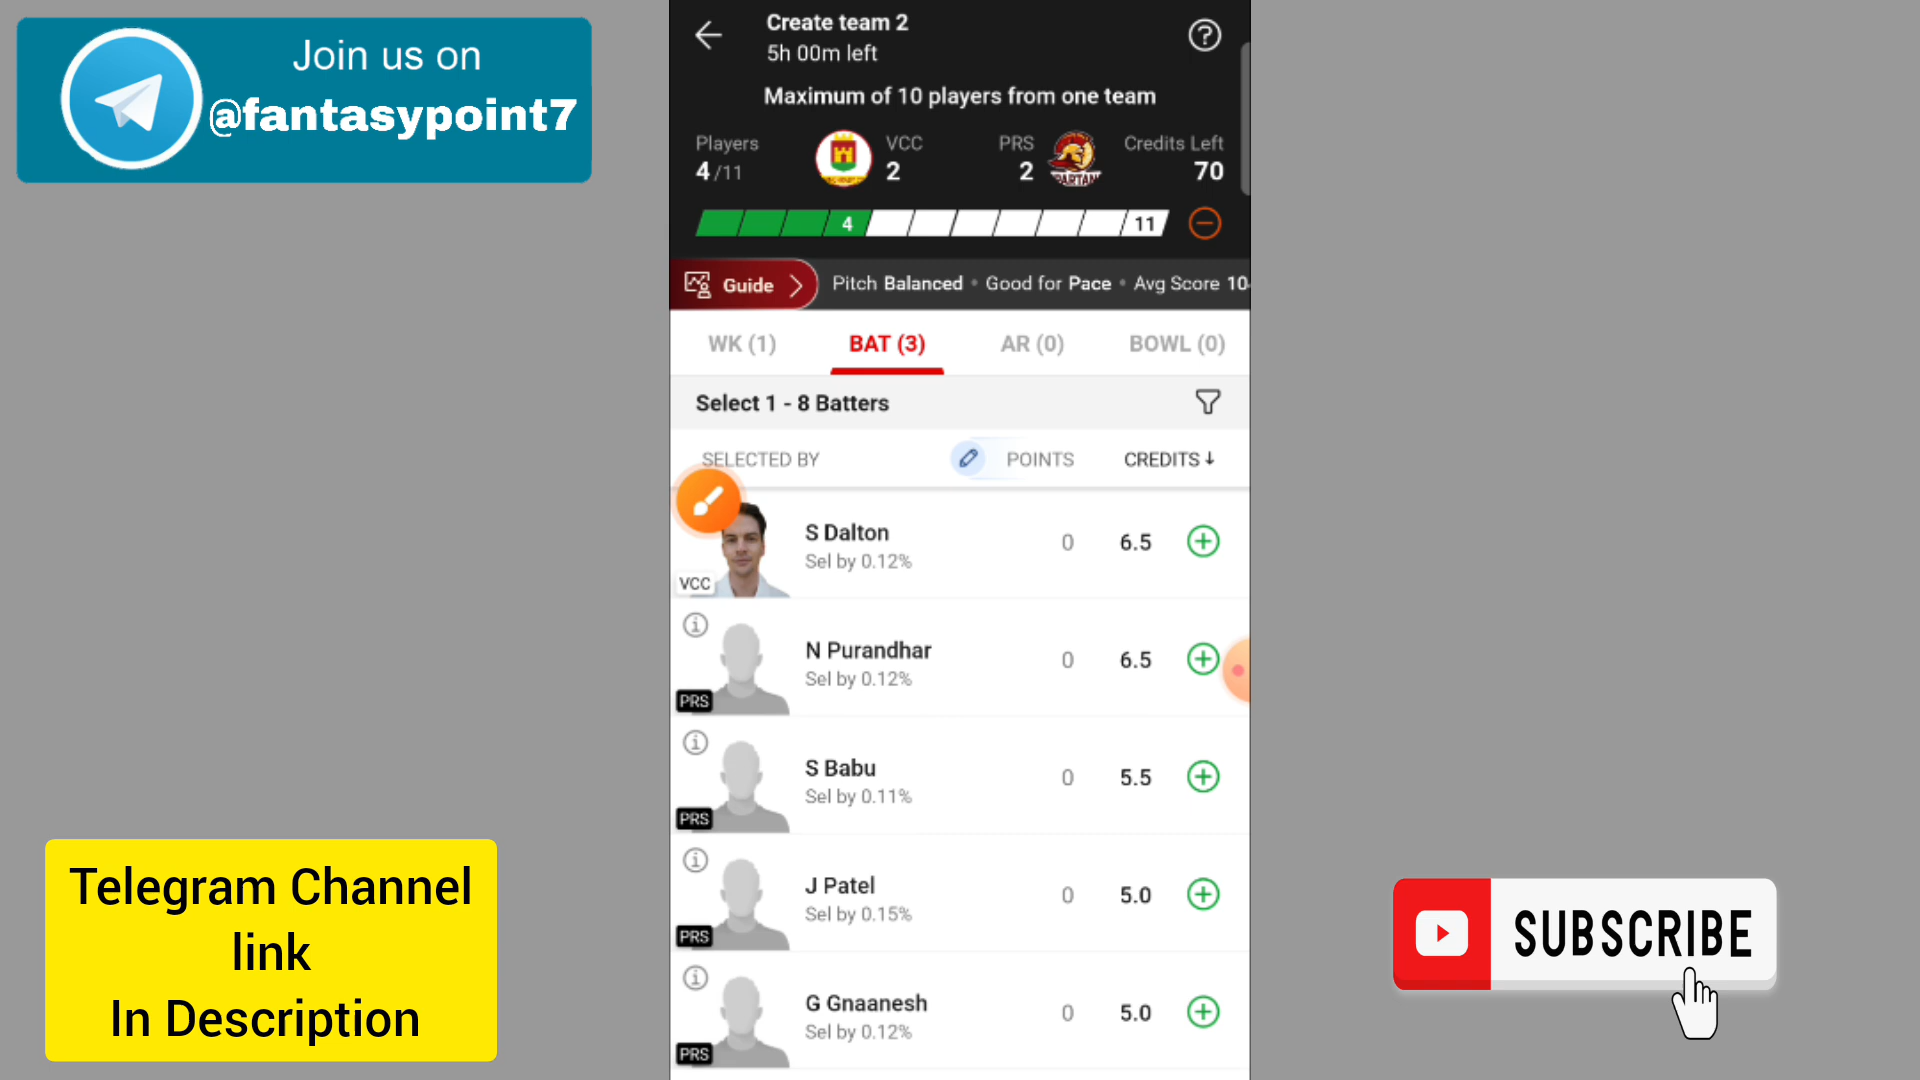 Join us on
@fantasypoint7
Create team 2
5h 00m left
Maximum of 10 players from one team
Players
4/11
VCC
2
PRS
2
SPARTAN
Credits Left
70
4
11
Guide
Pitch Balanced • Good for Pace • Avg Score 10
WK (1)
BAT (3)
AR (0)
BOWL (0)
Select 1 - 8 Batters
SELECTED BY
POINTS
CREDITS ↓
S Dalton
Sel by 0.12%
0
6.5
VCC
N Purandhar
Sel by 0.12%
0
6.5
PRS
S Babu
Sel by 0.11%
0
5.5
PRS
J Patel
Sel by 0.15%
0
5.0
PRS
G Gnaanesh
Sel by 0.12%
0
5.0
PRS
Telegram Channel
link
In Description
SUBSCRIBE